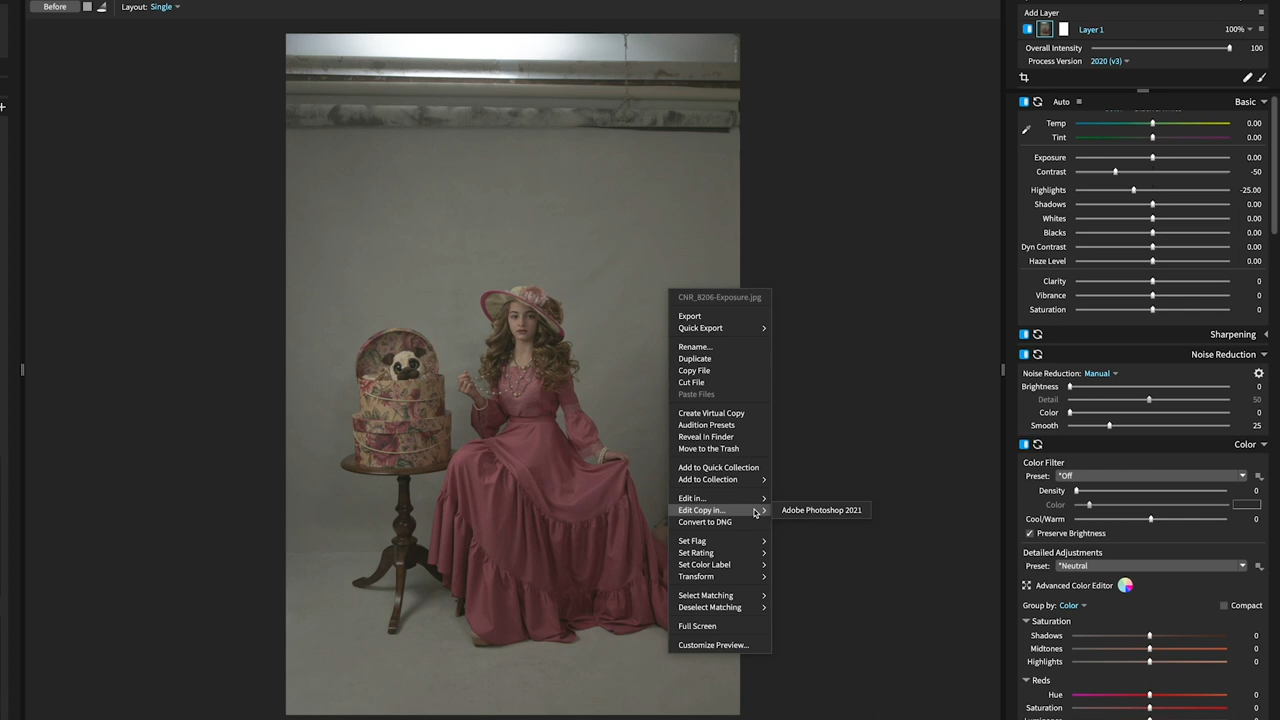 Before
Layout: Single
CNR_8206-Exposure.jpg
Export
Quick Export
Rename...
Duplicate
Copy File
Cut File
Paste Files
Create Virtual Copy
Audition Presets
Reveal In Finder
Move to the Trash
Add to Quick Collection
Add to Collection
Edit in...
Edit Copy in...
Adobe Photoshop 2021
Convert to DNG
Set Flag
Set Rating
Set Color Label
Transform
Select Matching
Deselect Matching
Full Screen
Customize Preview...
Add Layer
Layer 1 100%
Overall Intensity 100
Process Version 2020 (v3)
Auto Basic
Temp 0.00
Tint 0.00
Exposure 0.00
Contrast -50
Highlights -25.00
Shadows 0.00
Whites 0.00
Blacks 0.00
Dyn Contrast 0.00
Haze Level 0.00
Clarity 0
Vibrance 0
Saturation 0
Sharpening
Noise Reduction
Noise Reduction: Manual
Brightness 0
Detail 50
Color 0
Smooth 25
Color
Color Filter
Preset: *Off
Density 0
Color
Cool/Warm 0
Preserve Brightness
Detailed Adjustments
Preset: *Neutral
Advanced Color Editor
Group by: Color Compact
Saturation
Shadows 0
Midtones 0
Highlights 0
Reds
Hue 0
Saturation 0